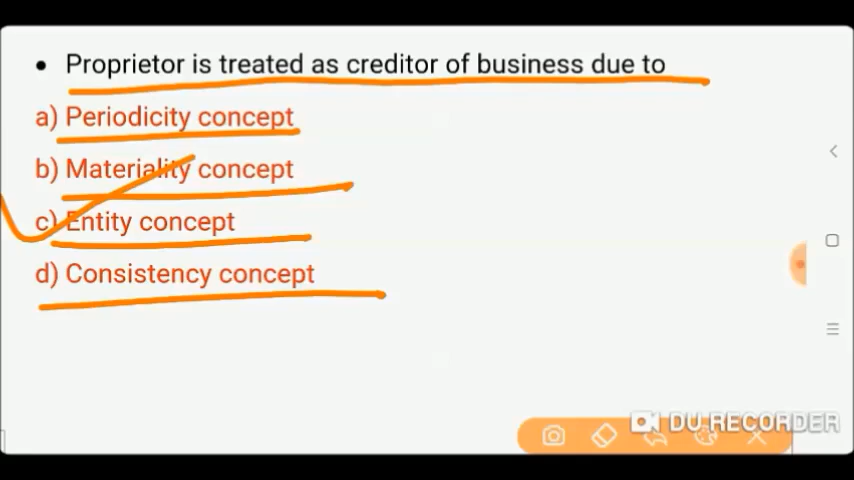 • Proprietor is treated as creditor of business due to
a) Periodicity concept
b) Materiality concept
c) Entity concept
d) Consistency concept
DU RECORDER